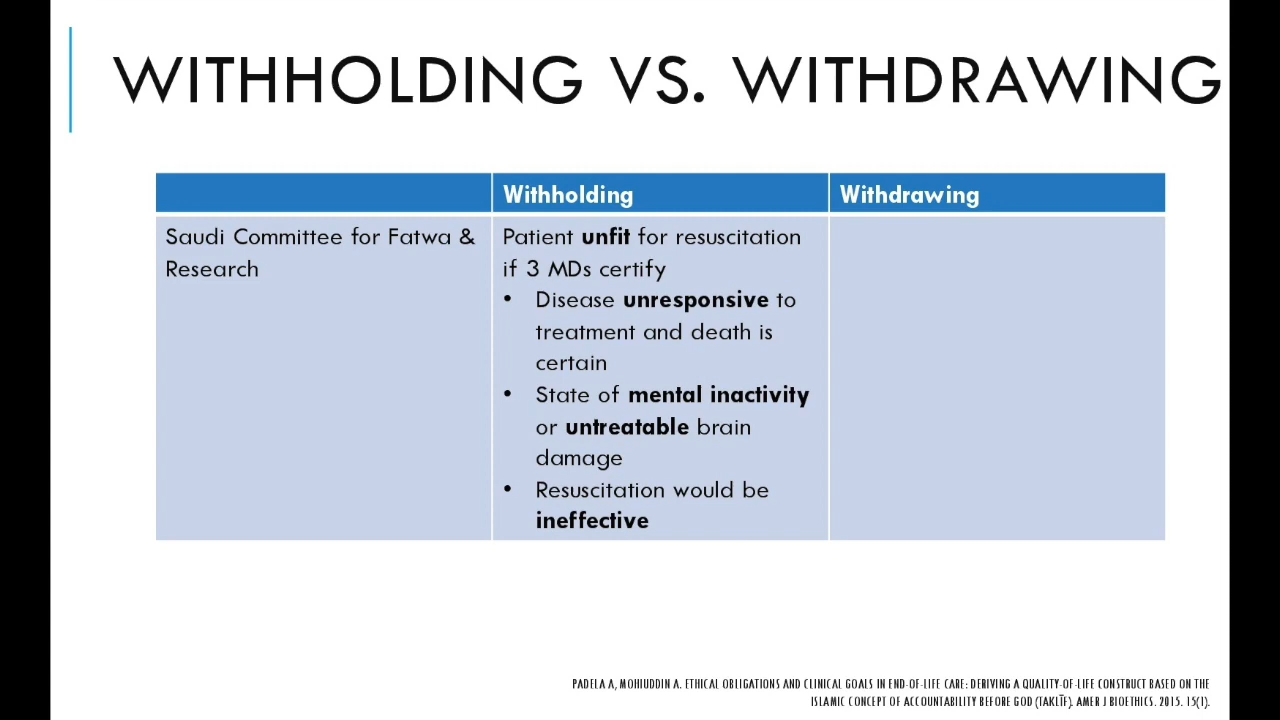 WITHHOLDING VS. WITHDRAWING
Withholding
Withdrawing
Saudi Committee for Fatwa &
Research
Patient unfit for resuscitation
if 3 MDs certify
• Disease unresponsive to
treatment and death is
certain
• State of mental inactivity
or untreatable brain
damage
• Resuscitation would be
ineffective
PADELA A, MOHIUDDIN A. ETHICAL OBLIGATIONS AND CLINICAL GOALS IN END-OF-LIFE CARE: DERIVING A QUALITY-OF-LIFE CONSTRUCT BASED ON THE
ISLAMIC CONCEPT OF ACCOUNTABILITY BEFORE GOD (TAKLĪF). AMER J BIOETHICS. 2015. 15(1).